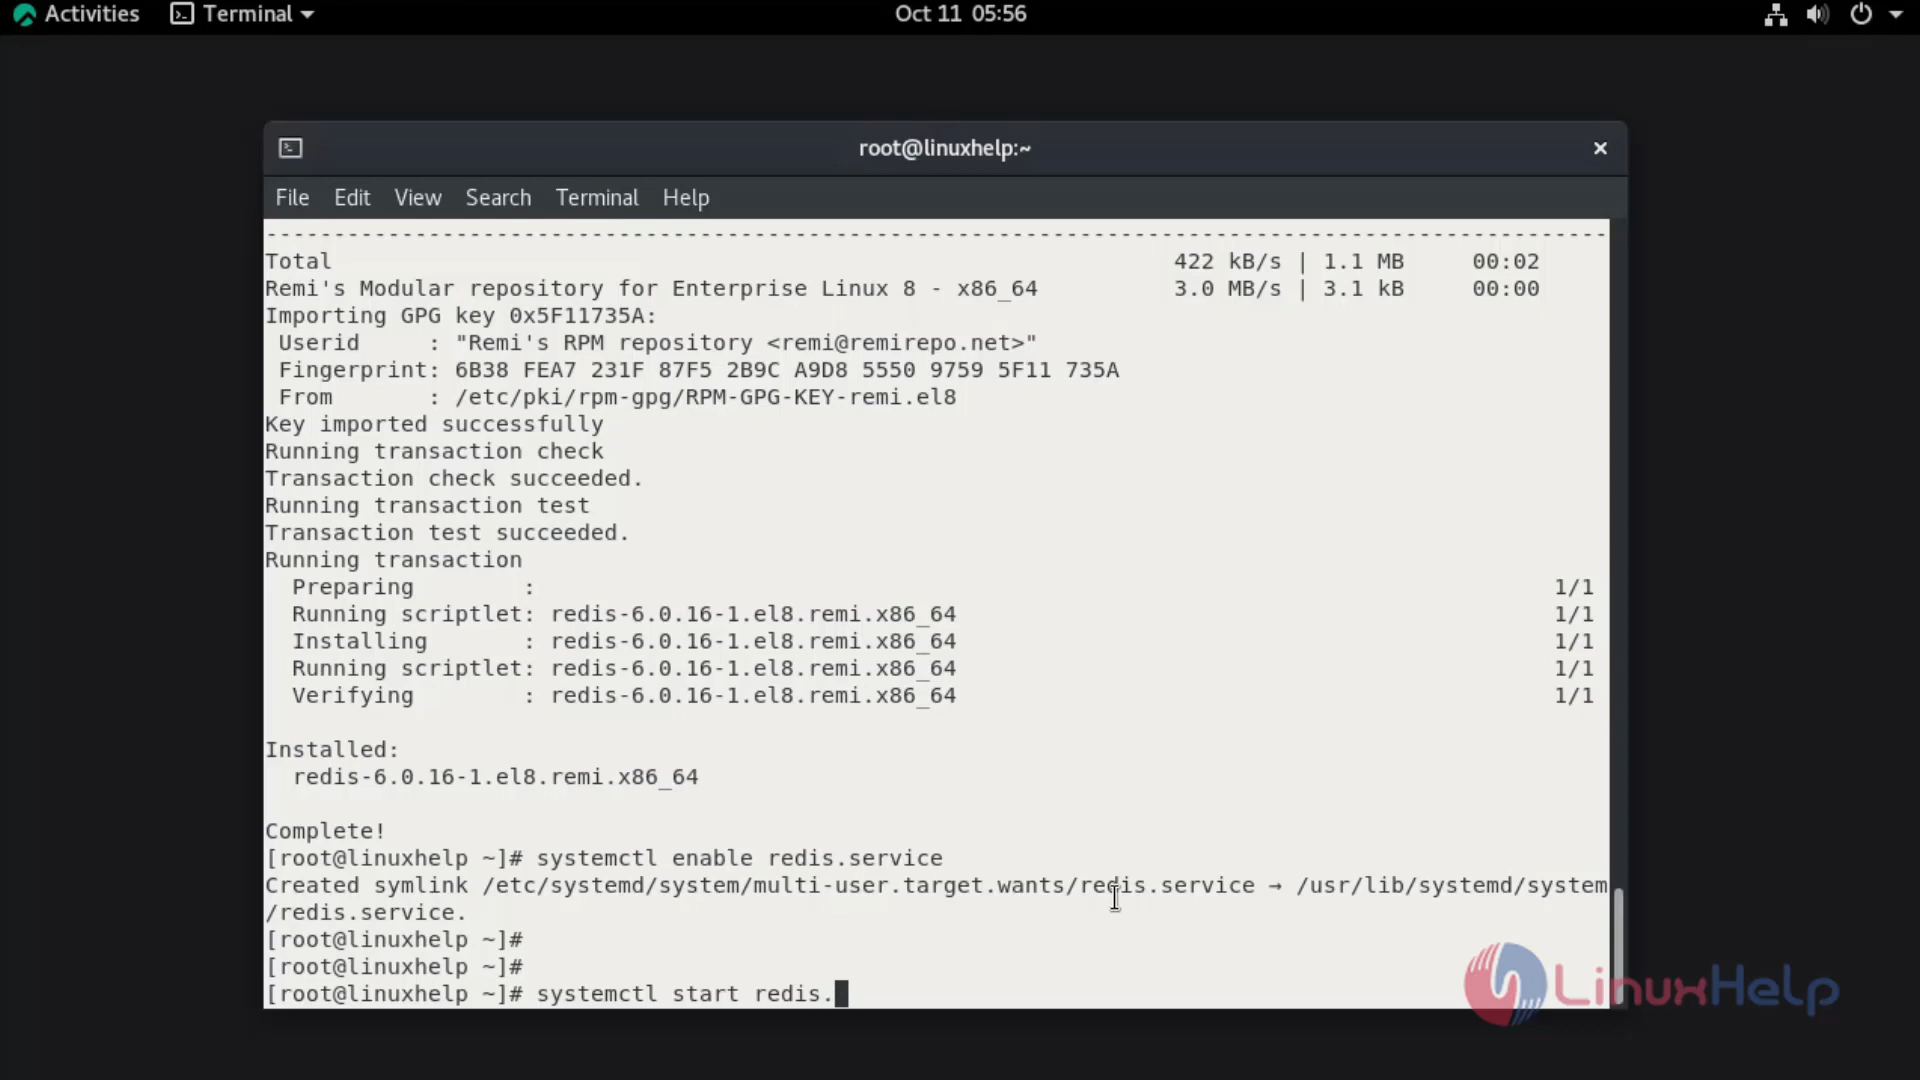 Activities Terminal Oct 11 05:56
root@linuxhelp:~ ×
File Edit View Search Terminal Help
--------------------------------------------------------------------------------------------------
Total 422 kB/s | 1.1 MB 00:02
Remi's Modular repository for Enterprise Linux 8 - x86_64 3.0 MB/s | 3.1 kB 00:00
Importing GPG key 0x5F11735A:
Userid : "Remi's RPM repository <remi@remirepo.net>"
Fingerprint: 6B38 FEA7 231F 87F5 2B9C A9D8 5550 9759 5F11 735A
From : /etc/pki/rpm-gpg/RPM-GPG-KEY-remi.el8
Key imported successfully
Running transaction check
Transaction check succeeded.
Running transaction test
Transaction test succeeded.
Running transaction
Preparing : 1/1
Running scriptlet: redis-6.0.16-1.el8.remi.x86_64 1/1
Installing : redis-6.0.16-1.el8.remi.x86_64 1/1
Running scriptlet: redis-6.0.16-1.el8.remi.x86_64 1/1
Verifying : redis-6.0.16-1.el8.remi.x86_64 1/1
Installed:
redis-6.0.16-1.el8.remi.x86_64
Complete!
[root@linuxhelp ~]# systemctl enable redis.service
Created symlink /etc/systemd/system/multi-user.target.wants/redis.service → /usr/lib/systemd/system
/redis.service.
[root@linuxhelp ~]#
[root@linuxhelp ~]#
[root@linuxhelp ~]# systemctl start redis.
LinuxHelp